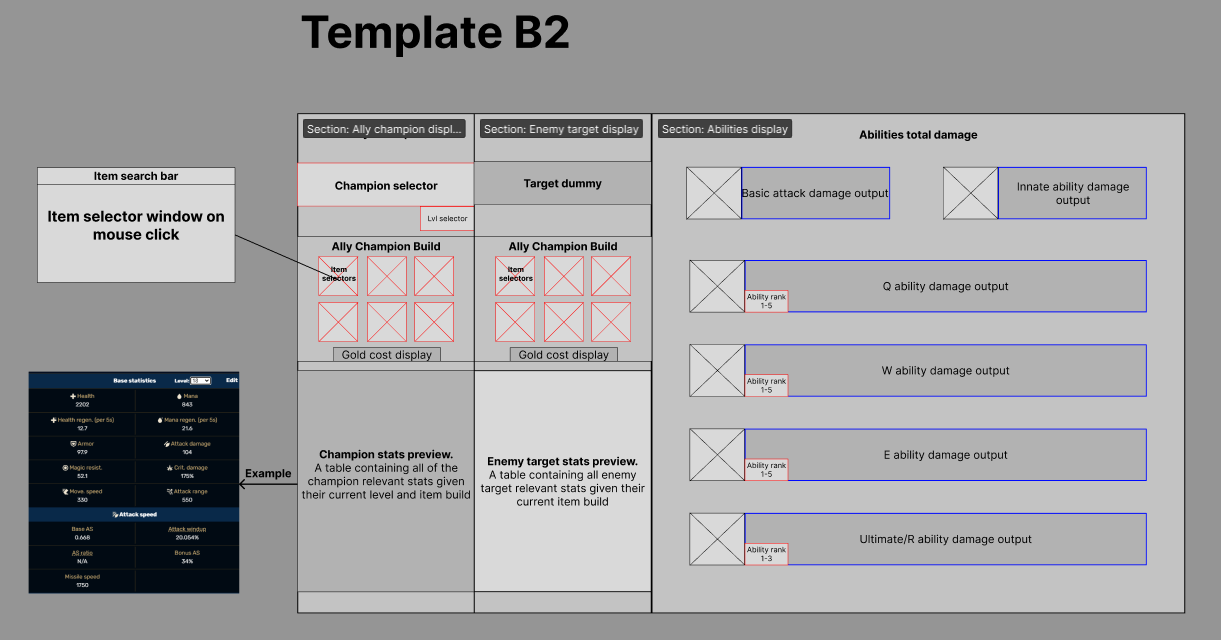 Template B2
Section: Ally champion displ...
Section: Enemy target display
Section: Abilities display
Abilities total damage
Item search bar
Item selector window on
mouse click
Champion selector
Lvl selector
Target dummy
Ally Champion Build
Item
selectors
Gold cost display
Ally Champion Build
Item
selectors
Gold cost display
Basic attack damage output
Innate ability damage
output
Q ability damage output
Ability rank
1-5
W ability damage output
Ability rank
1-5
E ability damage output
Ability rank
1-5
Ultimate/R ability damage output
Ability rank
1-3
Champion stats preview.
A table containing all of the
champion relevant stats given
their current level and item build
Enemy target stats preview.
A table containing all enemy
target relevant stats given their
current item build
Example
Base statistics Level: Edit
Health Mana
2202 843
Health regen. (per 5s) Mana regen. (per 5s)
12.7 21.6
Armor Attack damage
97.9 104
Magic resist. Crit. damage
52.1 175%
Move. speed Attack range
330 550
Attack speed
Base AS Attack windup
0.668 20.054%
AS ratio Bonus AS
N/A 34%
Missile speed
1750